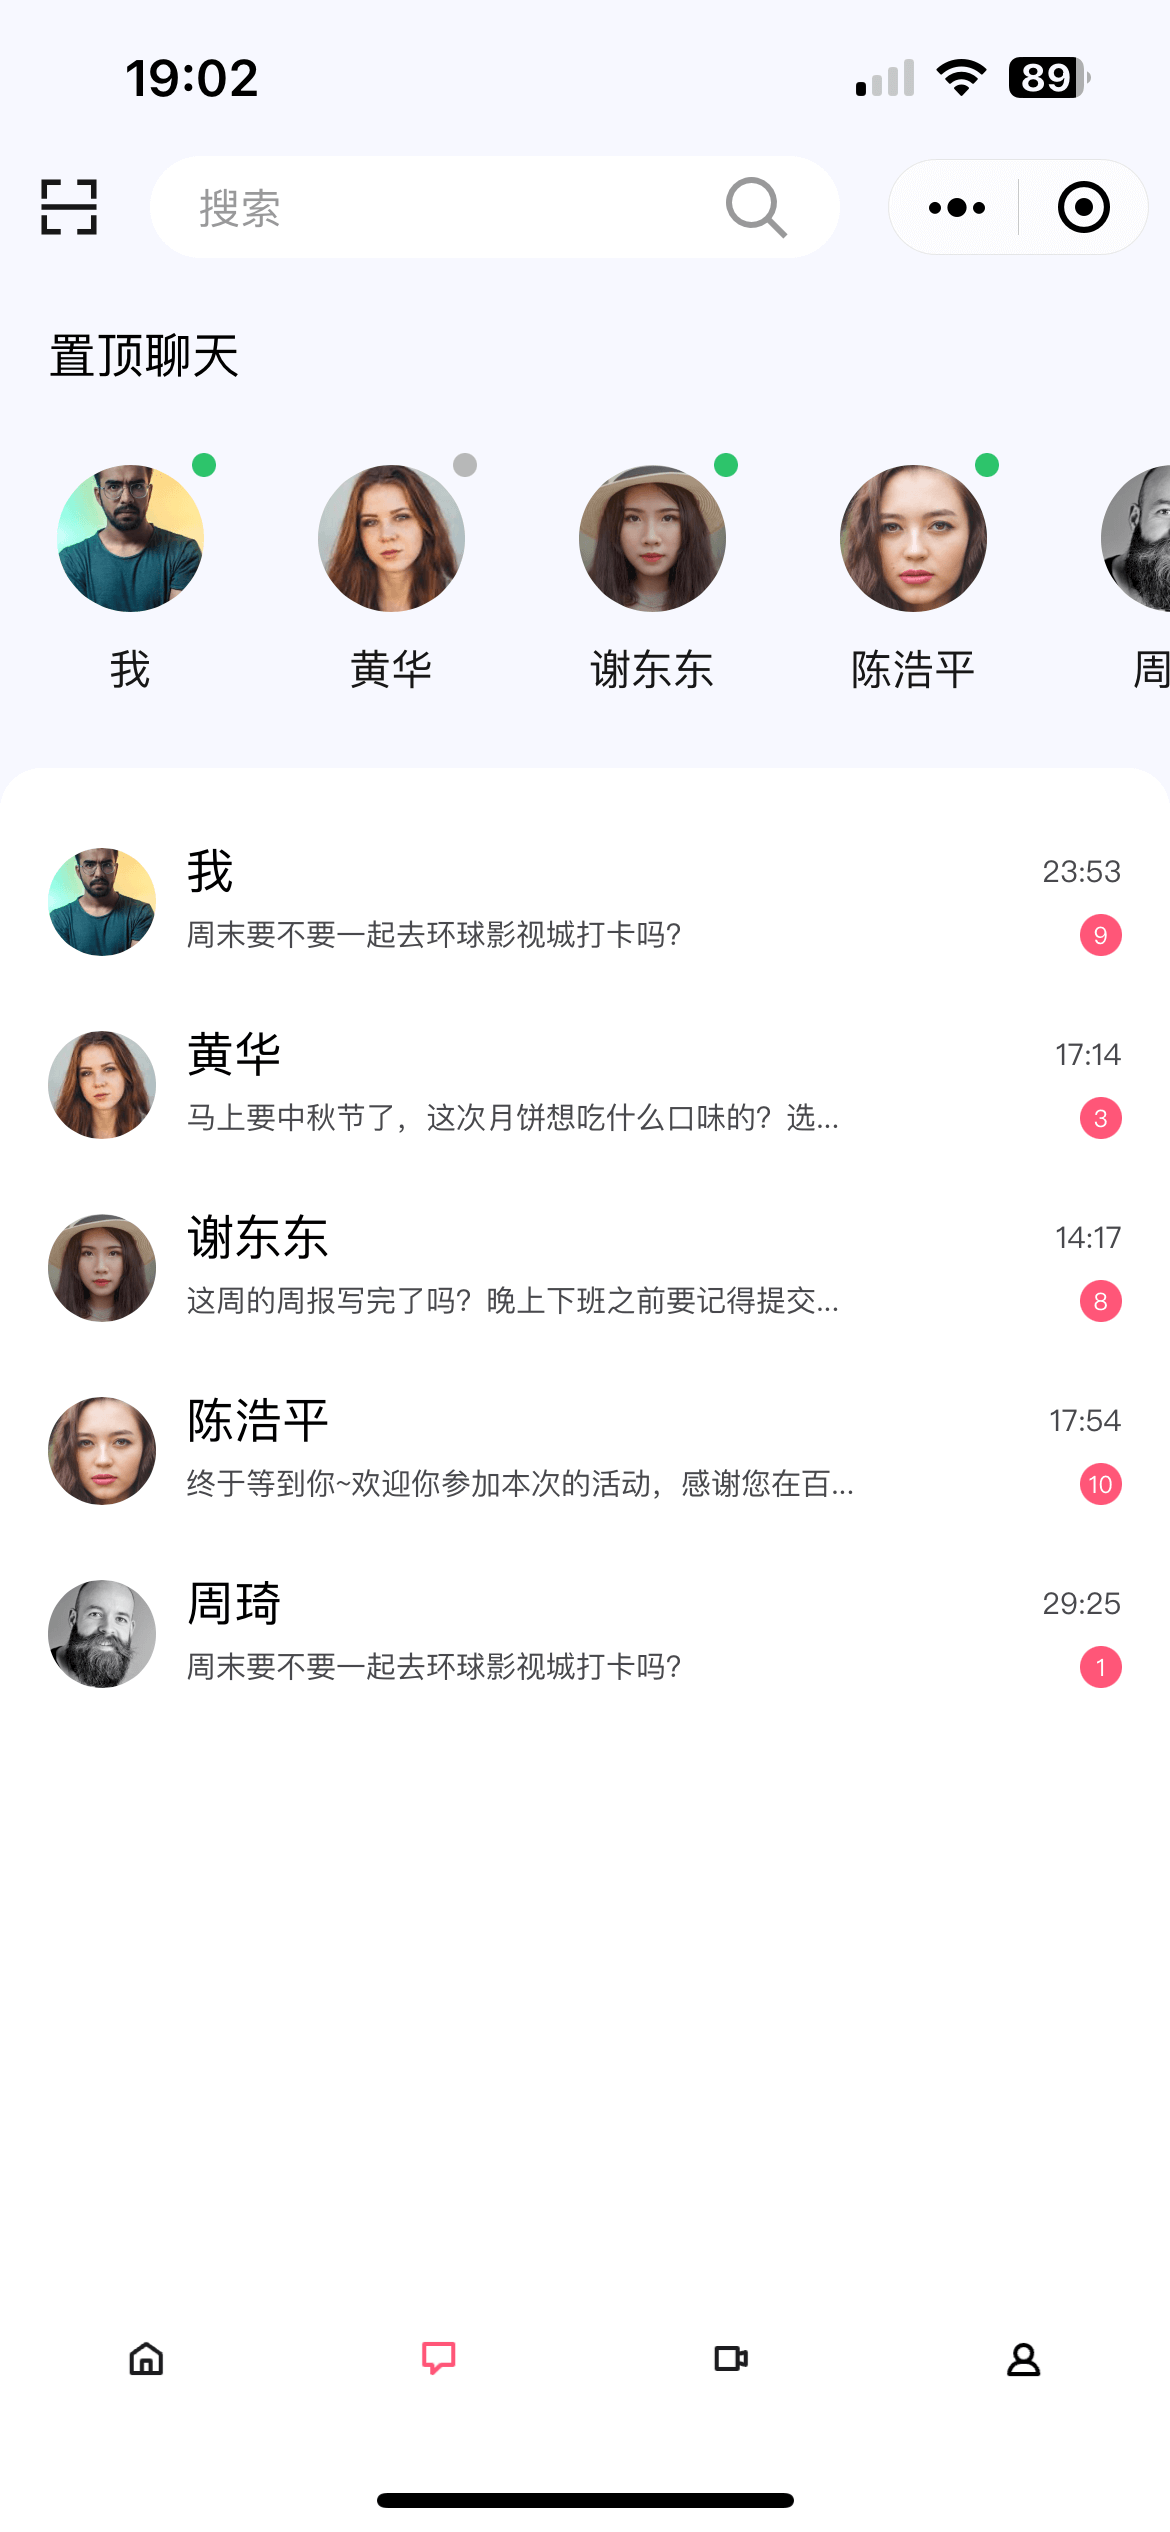 19:02
89
搜索
置顶聊天
我
黄华
谢东东
陈浩平
周
我
23:53
周末要不要一起去环球影视城打卡吗？
9
黄华
17:14
马上要中秋节了，这次月饼想吃什么口味的？选...
3
谢东东
14:17
这周的周报写完了吗？晚上下班之前要记得提交...
8
陈浩平
17:54
终于等到你~欢迎你参加本次的活动，感谢您在百...
10
周琦
29:25
周末要不要一起去环球影视城打卡吗？
1